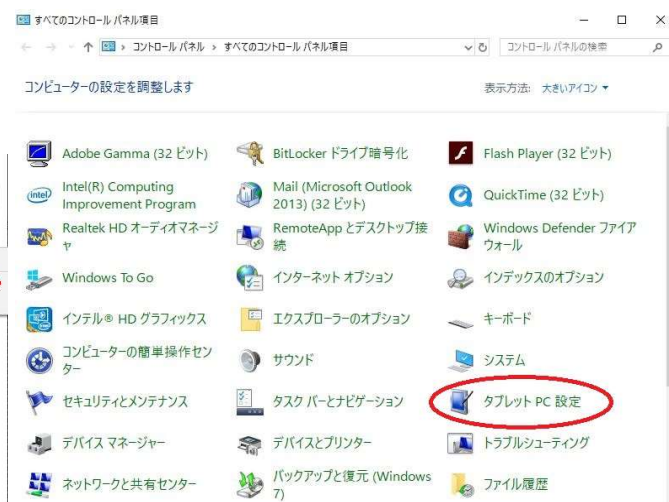 すべてのコントロール パネル項目
コントロール パネル › すべてのコントロール パネル項目
コントロール パネルの検索
コンピューターの設定を調整します
表示方法: 大きいアイコン
Adobe Gamma (32 ビット)
BitLocker ドライブ暗号化
Flash Player (32 ビット)
Intel(R) Computing
Improvement Program
Mail (Microsoft Outlook
2013) (32 ビット)
QuickTime (32 ビット)
Realtek HD オーディオマネージ
ャ
RemoteApp とデスクトップ接
続
Windows Defender ファイア
ウォール
Windows To Go
インターネット オプション
インデックスのオプション
インテル® HD グラフィックス
エクスプローラーのオプション
キーボード
コンピューターの簡単操作セン
ター
サウンド
システム
セキュリティとメンテナンス
タスク バーとナビゲーション
タブレット PC 設定
デバイス マネージャー
デバイスとプリンター
トラブルシューティング
ネットワークと共有センター
バックアップと復元 (Windows
7)
ファイル履歴